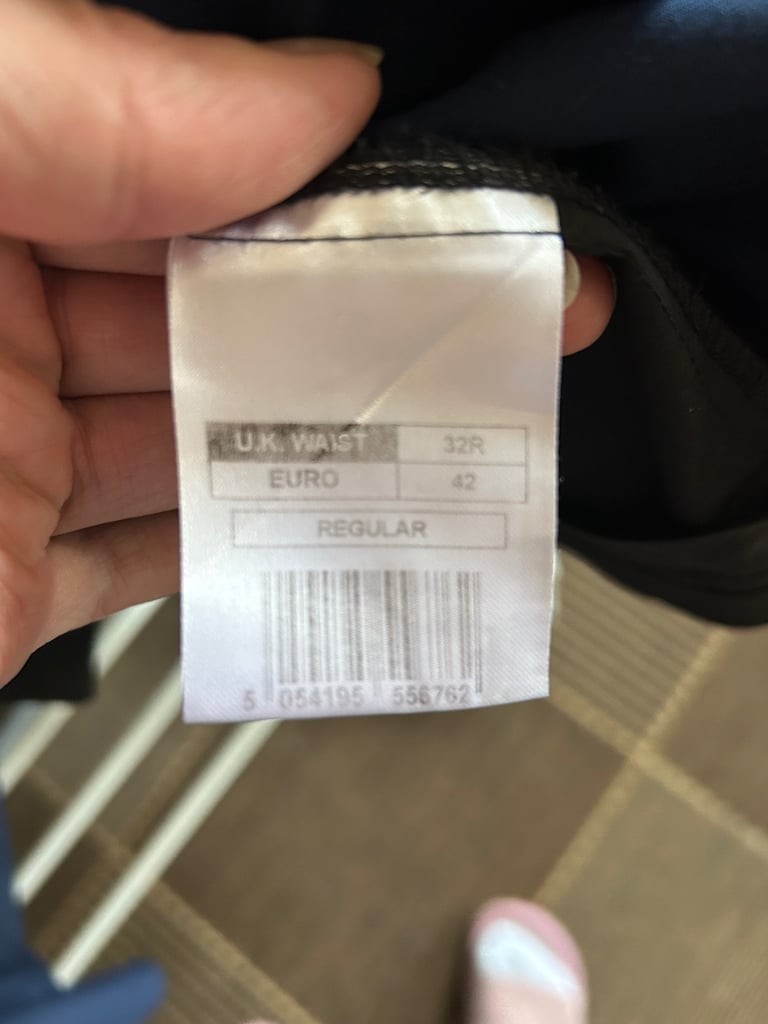 U.K. WAIST 32R
EURO 42
REGULAR
5 054195 556762